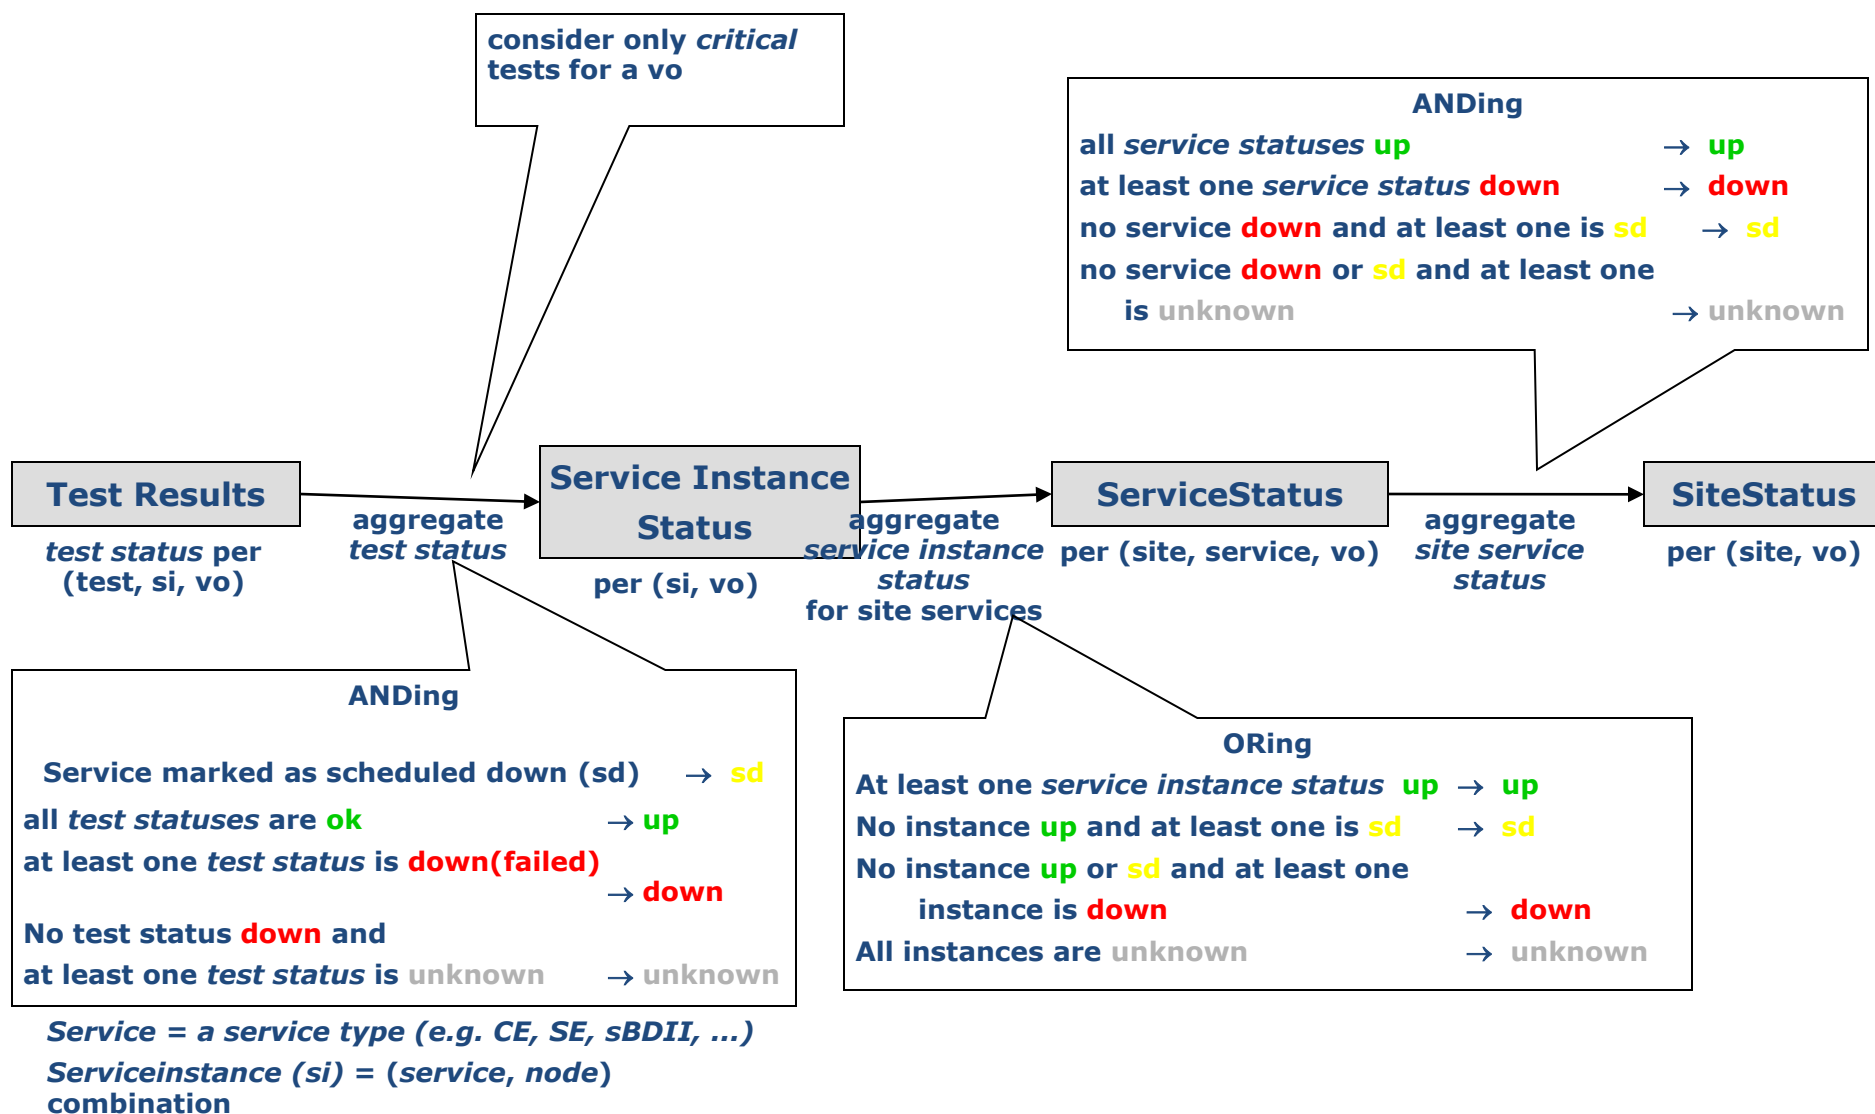 consider only critical
tests for a vo
ANDing
all service statuses up → up
at least one service status down → down
no service down and at least one is sd → sd
no service down or sd and at least one
is unknown → unknown
Test Results
test status per
(test, si, vo)
aggregate
test status
Service Instance
Status
per (si, vo)
aggregate
service instance
status
for site services
ServiceStatus
per (site, service, vo)
aggregate
site service
status
SiteStatus
per (site, vo)
ANDing
Service marked as scheduled down (sd) → sd
all test statuses are ok → up
at least one test status is down(failed)
→ down
No test status down and
at least one test status is unknown → unknown
ORing
At least one service instance status up → up
No instance up and at least one is sd → sd
No instance up or sd and at least one
instance is down → down
All instances are unknown → unknown
Service = a service type (e.g. CE, SE, sBDII, ...)
Serviceinstance (si) = (service, node)
combination